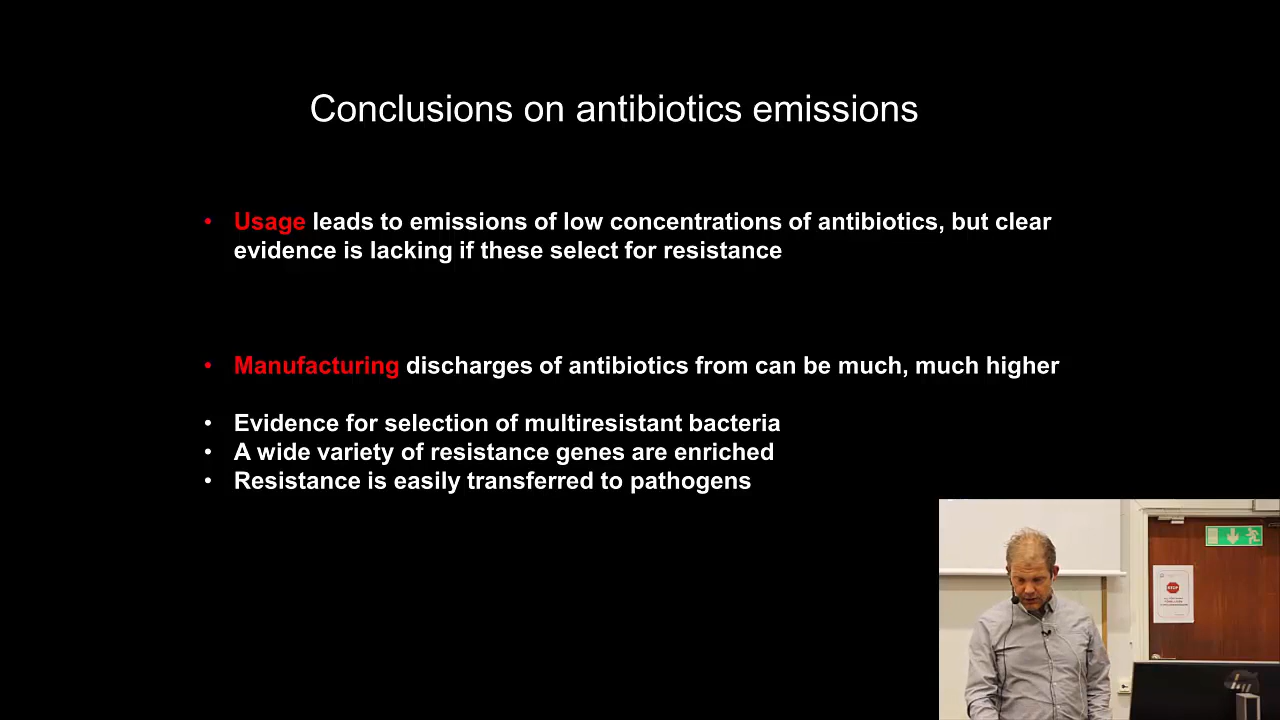 Conclusions on antibiotics emissions
• Usage leads to emissions of low concentrations of antibiotics, but clear
evidence is lacking if these select for resistance
• Manufacturing discharges of antibiotics from can be much, much higher
• Evidence for selection of multiresistant bacteria
• A wide variety of resistance genes are enriched
• Resistance is easily transferred to pathogens
STOP